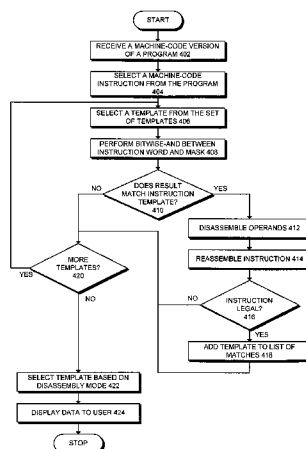 START
RECEIVE A MACHINE-CODE VERSION
OF A PROGRAM 402
SELECT A MACHINE-CODE
INSTRUCTION FROM THE PROGRAM
404
SELECT A TEMPLATE FROM THE SET
OF TEMPLATES 406
PERFORM BITWISE-AND BETWEEN
INSTRUCTION WORD AND MASK 408
NO
DOES RESULT
MATCH INSTRUCTION
TEMPLATE?
410
YES
DISASSEMBLE OPERANDS 412
REASSEMBLE INSTRUCTION 414
YES
MORE
TEMPLATES?
420
NO
NO
INSTRUCTION
LEGAL?
416
YES
ADD TEMPLATE TO LIST OF
MATCHES 418
SELECT TEMPLATE BASED ON
DISASSEMBLY MODE 422
DISPLAY DATA TO USER 424
STOP